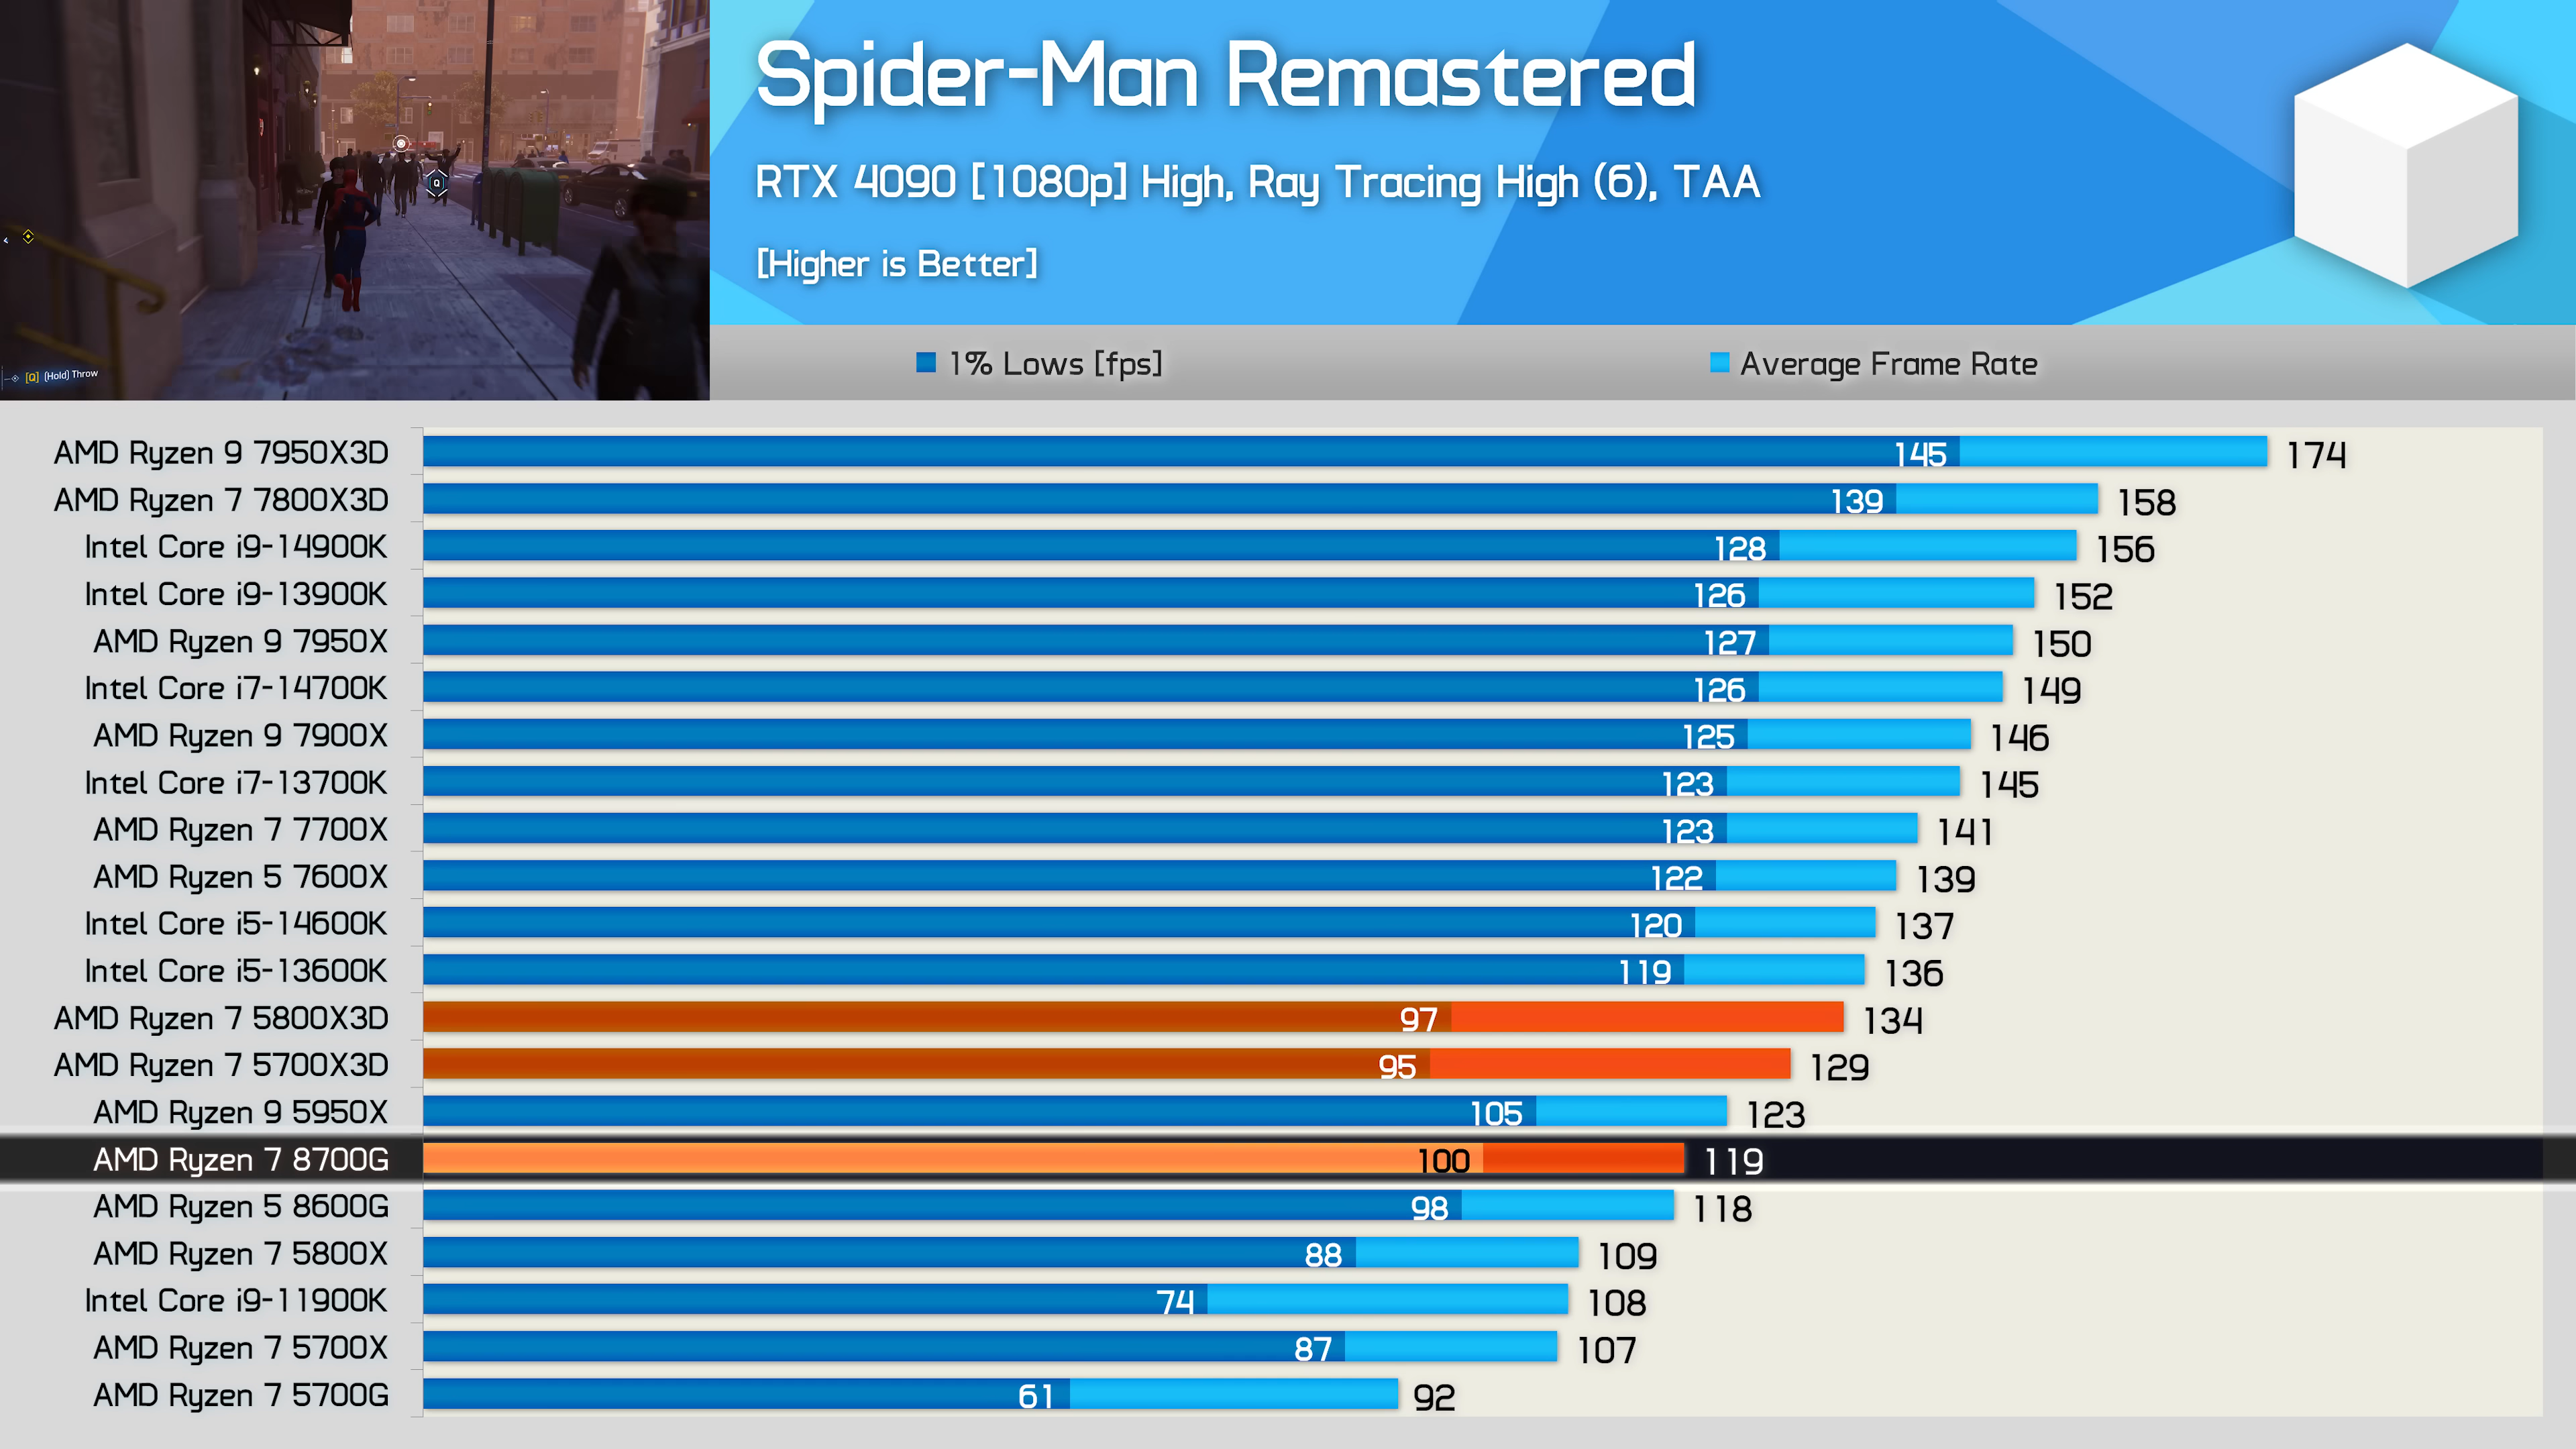 Spider-Man Remastered
RTX 4090 [1080p] High, Ray Tracing High (6), TAA
[Higher is Better]
Q
[Q] (Hold) Throw
1% Lows [fps]
Average Frame Rate
AMD Ryzen 9 7950X3D 145 174
AMD Ryzen 7 7800X3D 139 158
Intel Core i9-14900K 128 156
Intel Core i9-13900K 126 152
AMD Ryzen 9 7950X 127 150
Intel Core i7-14700K 126 149
AMD Ryzen 9 7900X 125 146
Intel Core i7-13700K 123 145
AMD Ryzen 7 7700X 123 141
AMD Ryzen 5 7600X 122 139
Intel Core i5-14600K 120 137
Intel Core i5-13600K 119 136
AMD Ryzen 7 5800X3D 97 134
AMD Ryzen 7 5700X3D 95 129
AMD Ryzen 9 5950X 105 123
AMD Ryzen 7 8700G 100 119
AMD Ryzen 5 8600G 98 118
AMD Ryzen 7 5800X 88 109
Intel Core i9-11900K 74 108
AMD Ryzen 7 5700X 87 107
AMD Ryzen 7 5700G 61 92